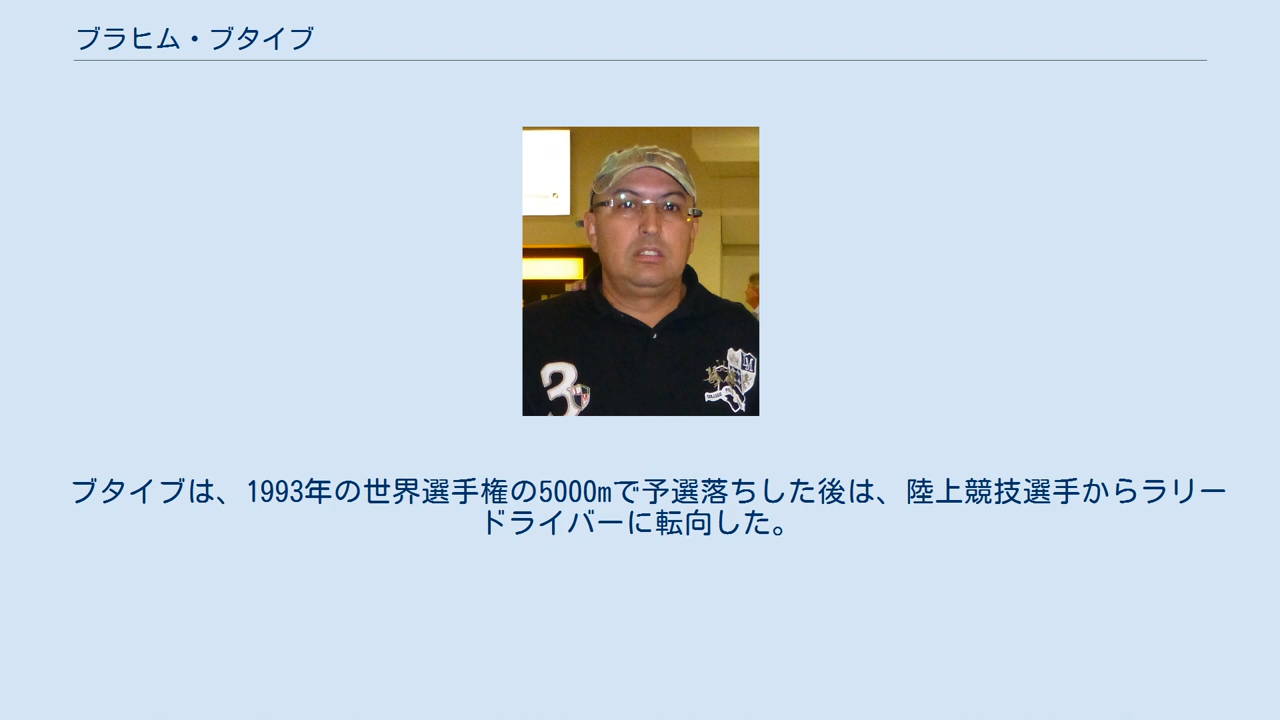 ブラヒム・ブタイブ
3
ブタイブは、1993年の世界選手権の5000mで予選落ちした後は、陸上競技選手からラリー
ドライバーに転向した。